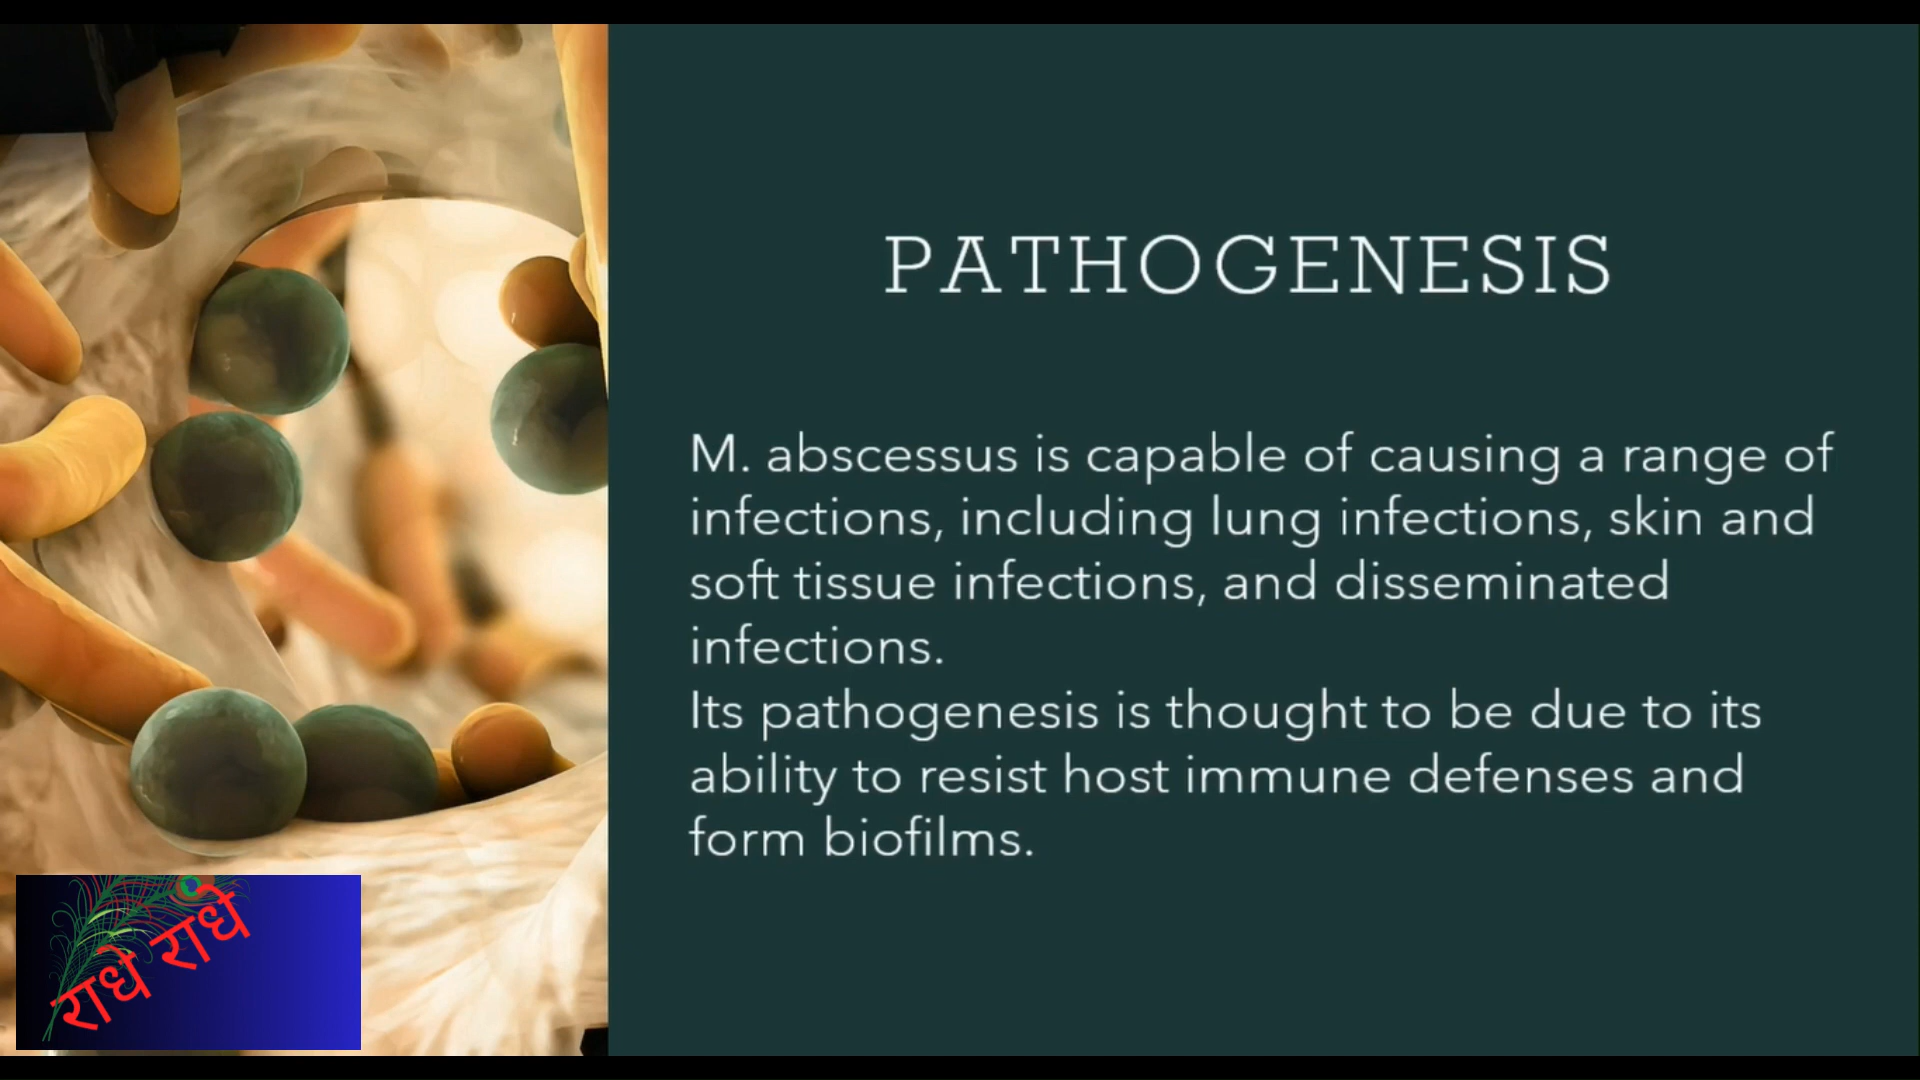 PATHOGENESIS
M. abscessus is capable of causing a range of
infections, including lung infections, skin and
soft tissue infections, and disseminated
infections.
Its pathogenesis is thought to be due to its
ability to resist host immune defenses and
form biofilms.
राधे राधे